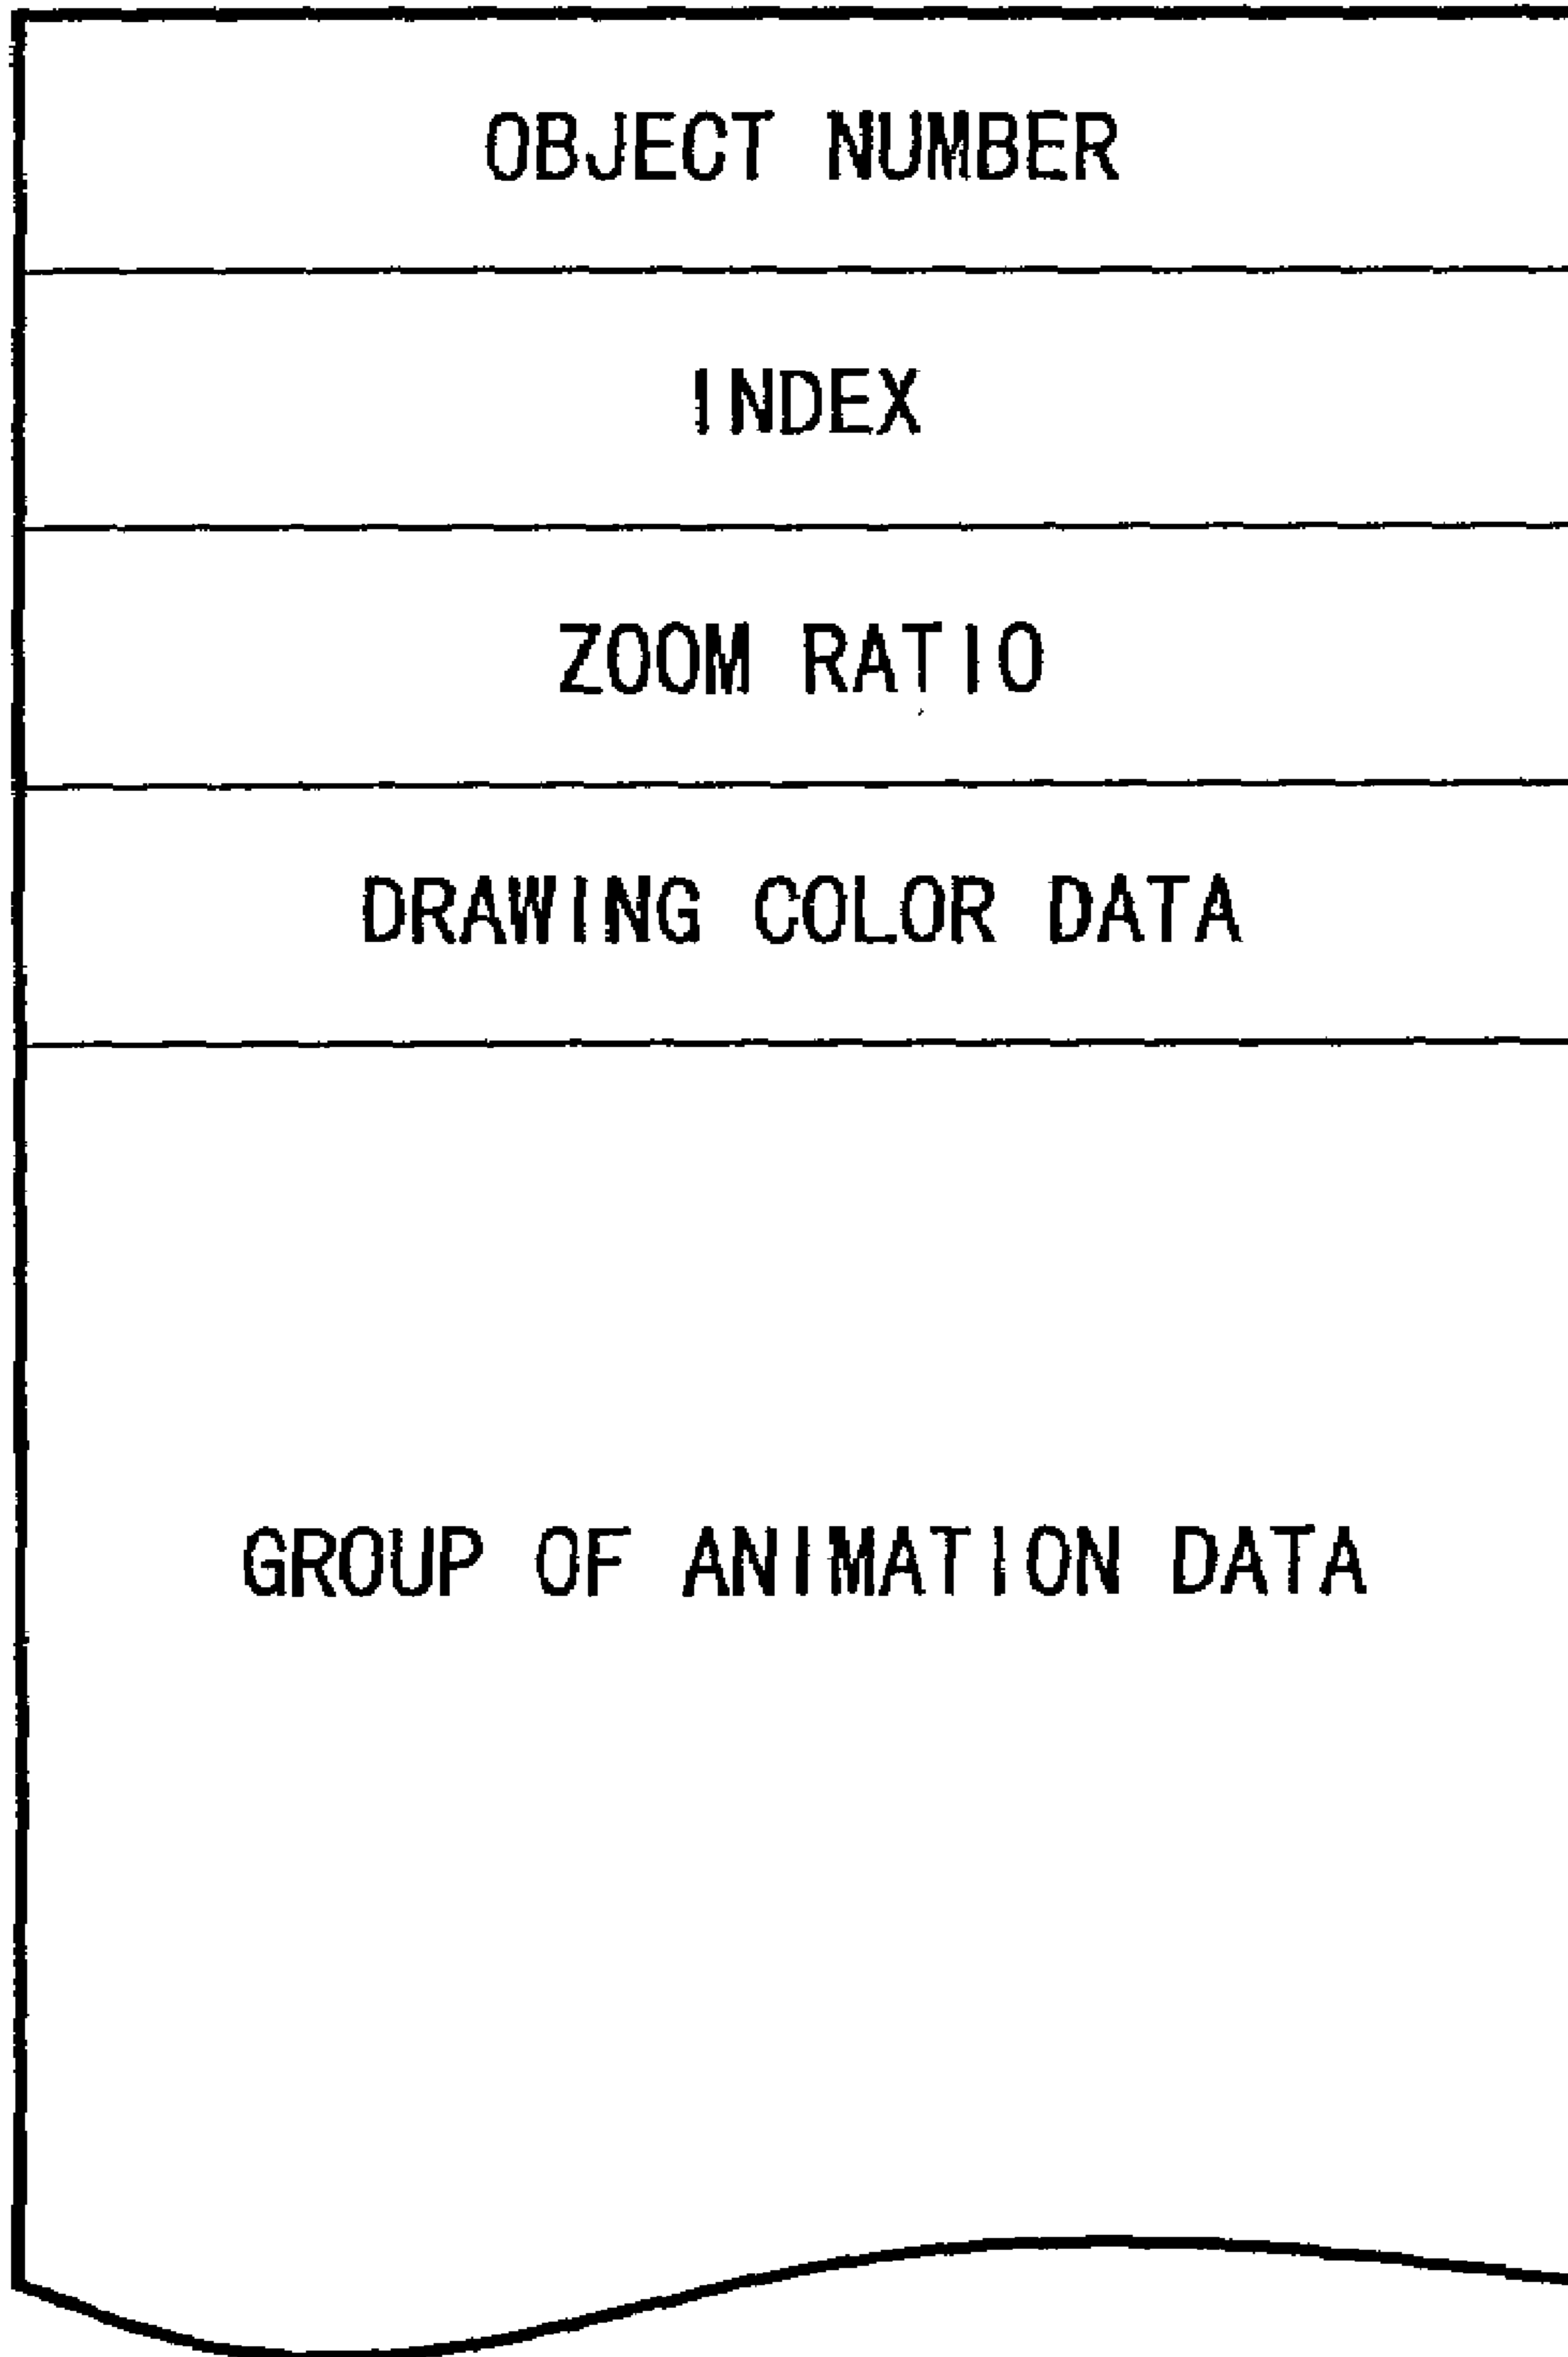 OBJECT NUMBER
INDEX
ZOOM RATIO
DRAWING COLOR DATA
GROUP OF ANIMATION DATA